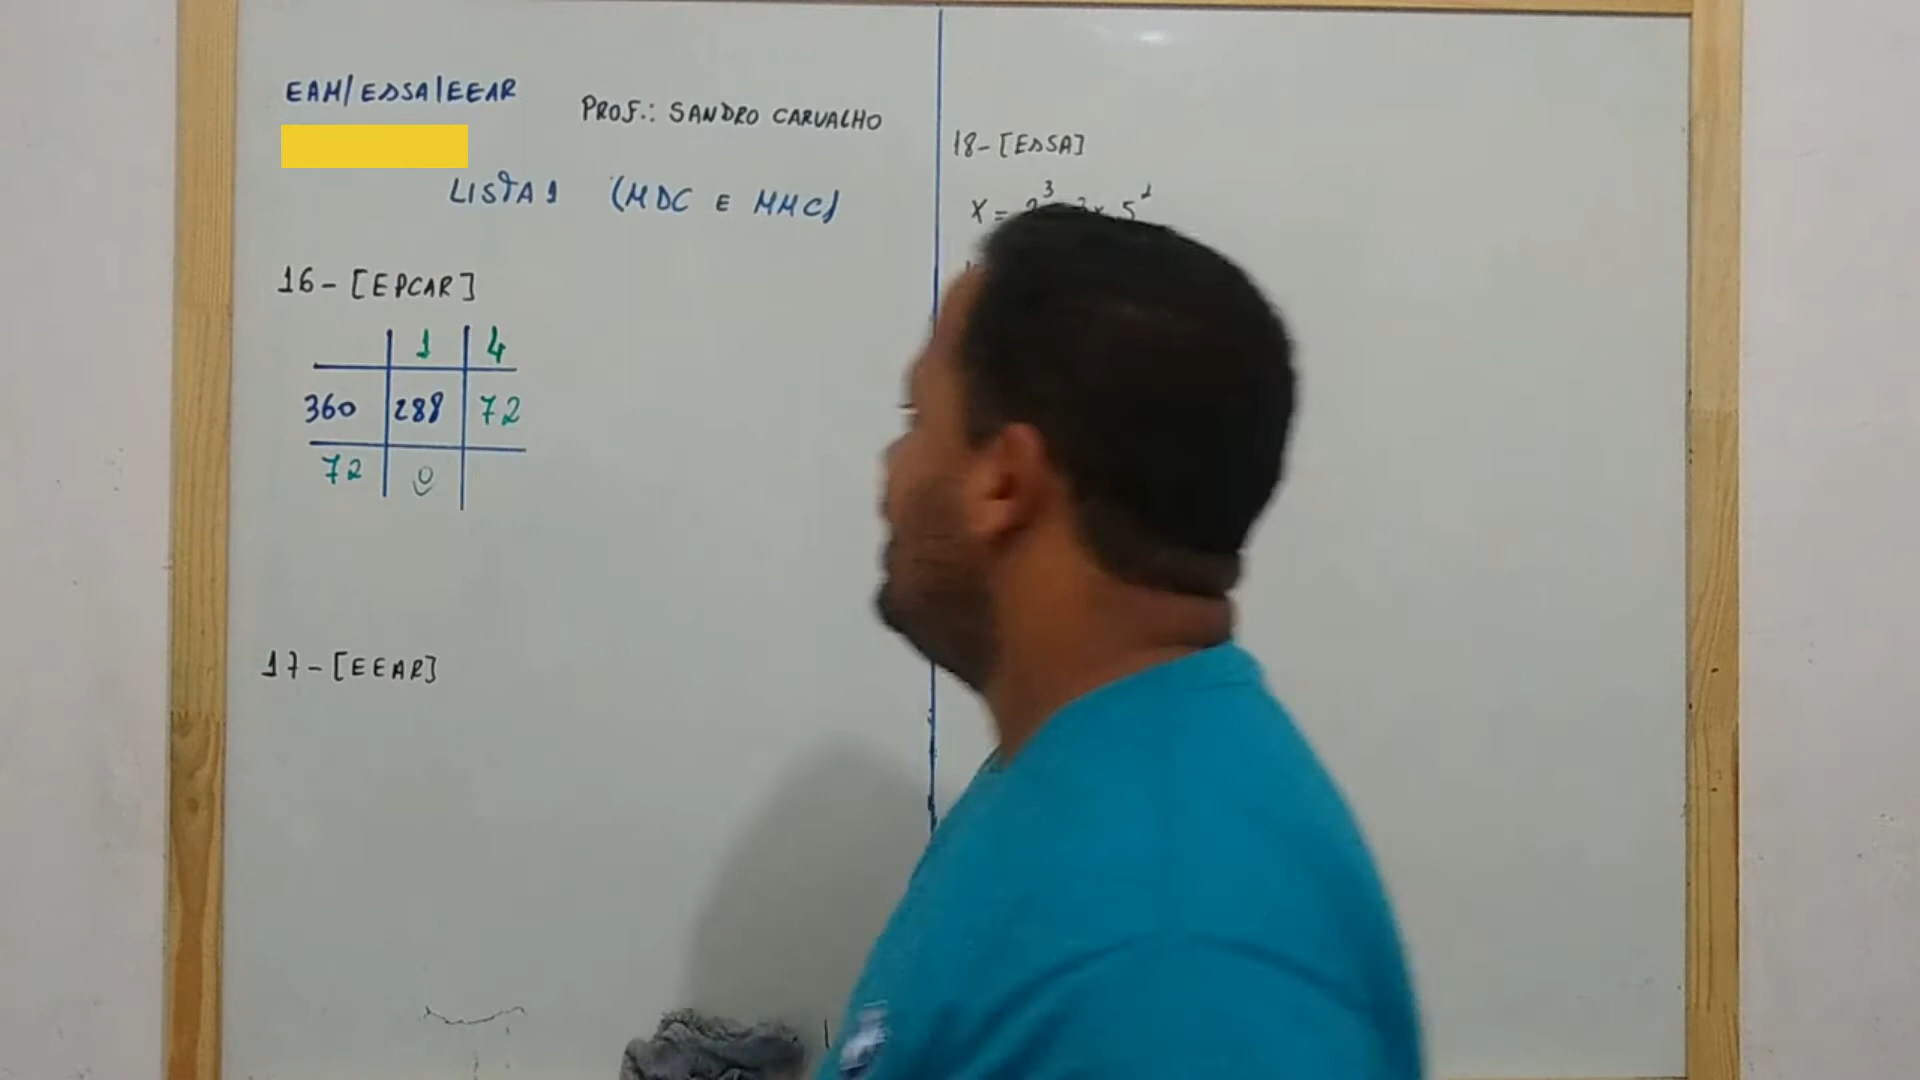 EAM/ESSA/EEAR
PROF.: SANDRO CARVALHO
LISTA 1 (MDC E MMC)
16- [EPCAR]
1 4
360 288 72
72 0
17- [EEAR]
18- [ESSA]
X =